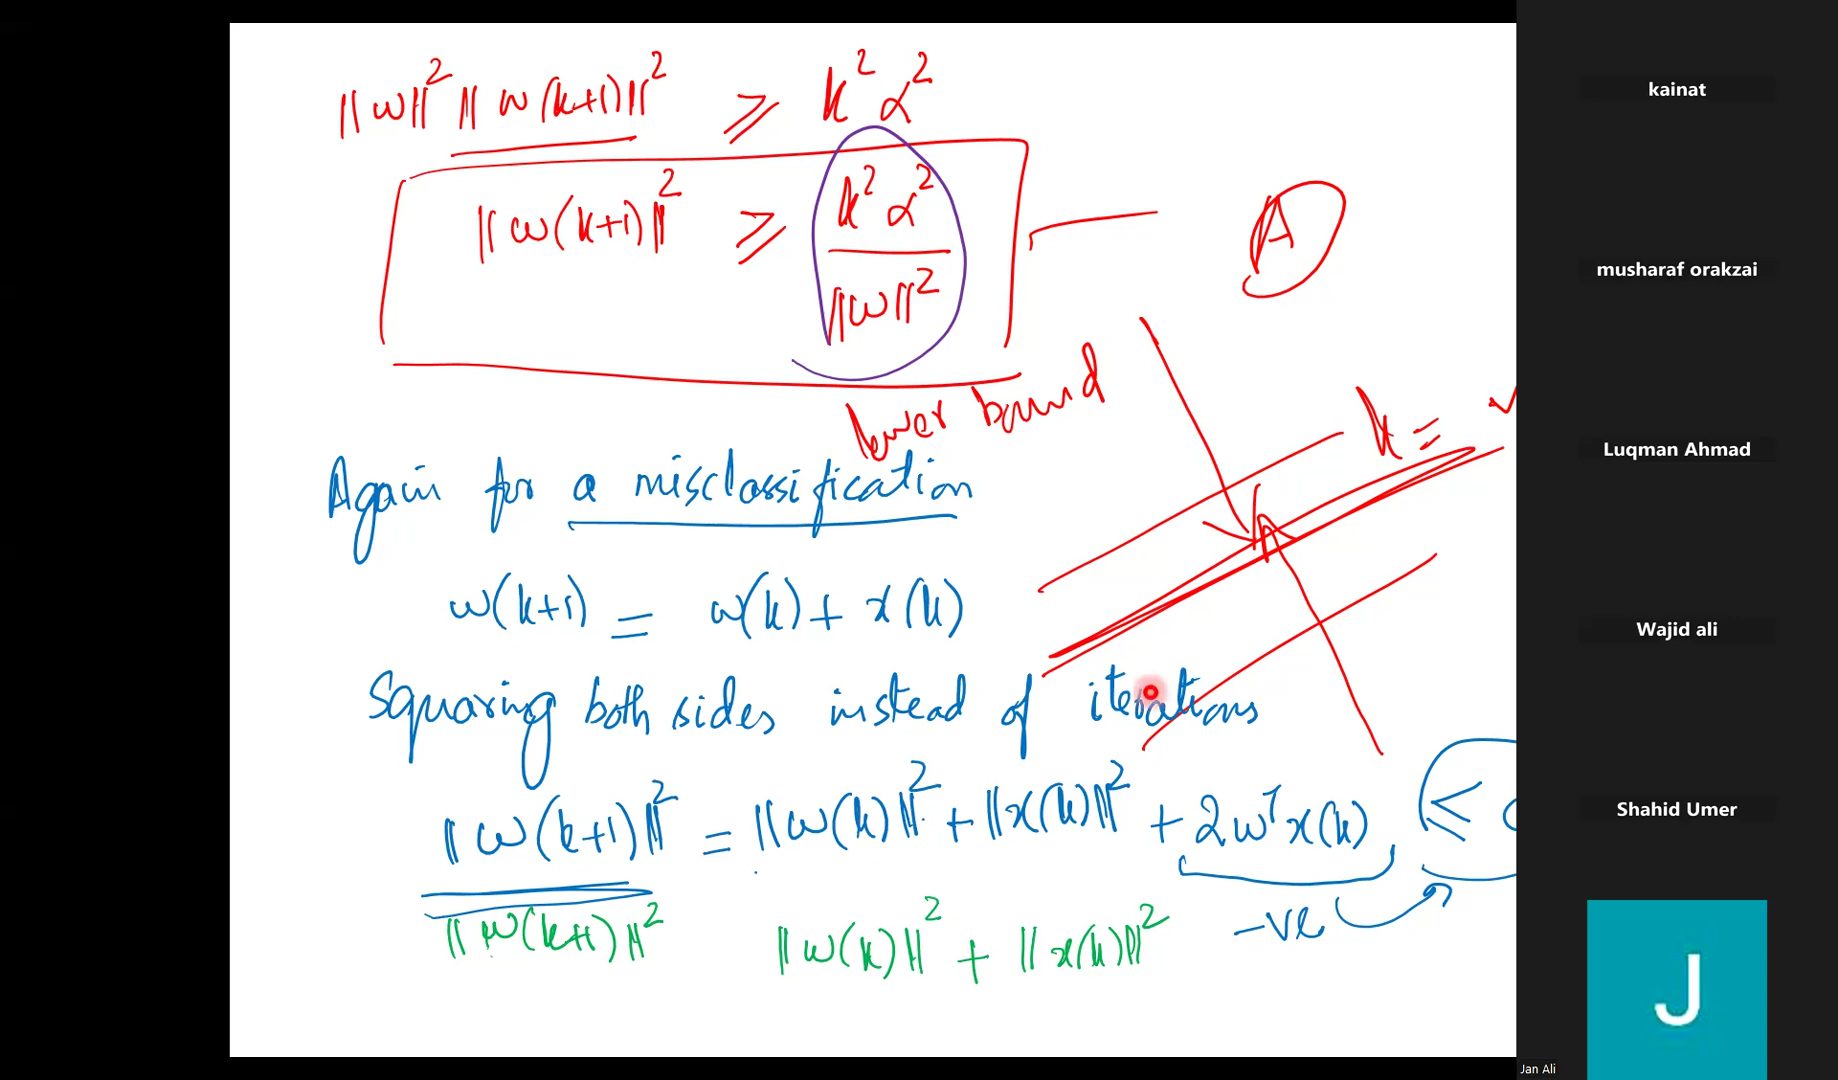 ||w||² ||w(k+1)||² ≥ k² α²
||w(k+1)||² ≥ k² α² / ||w||²
A
lower bound
k =
Again for a misclassification
w(k+1) = w(k) + x(k)
Squaring both sides instead of iterations
||w(k+1)||² = ||w(k)||² + ||x(k)||² + 2wᵀx(k) ≤
-ve
||w(k+1)||² ||w(k)||² + ||x(k)||²
kainat
musharaf orakzai
Luqman Ahmad
Wajid ali
Shahid Umer
J
Jan Ali